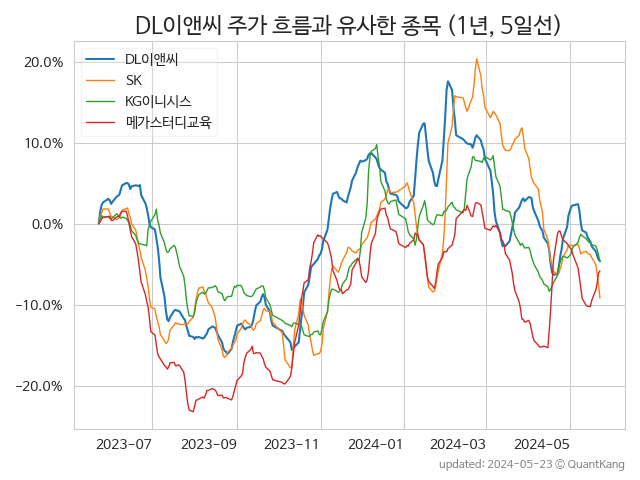 DL이앤씨 주가 흐름과 유사한 종목 (1년, 5일선)
DL이앤씨
SK
KG이니시스
메가스터디교육
20.0%
10.0%
0.0%
−10.0%
−20.0%
2023-07 2023-09 2023-11 2024-01 2024-03 2024-05
updated: 2024-05-23 © QuantKang